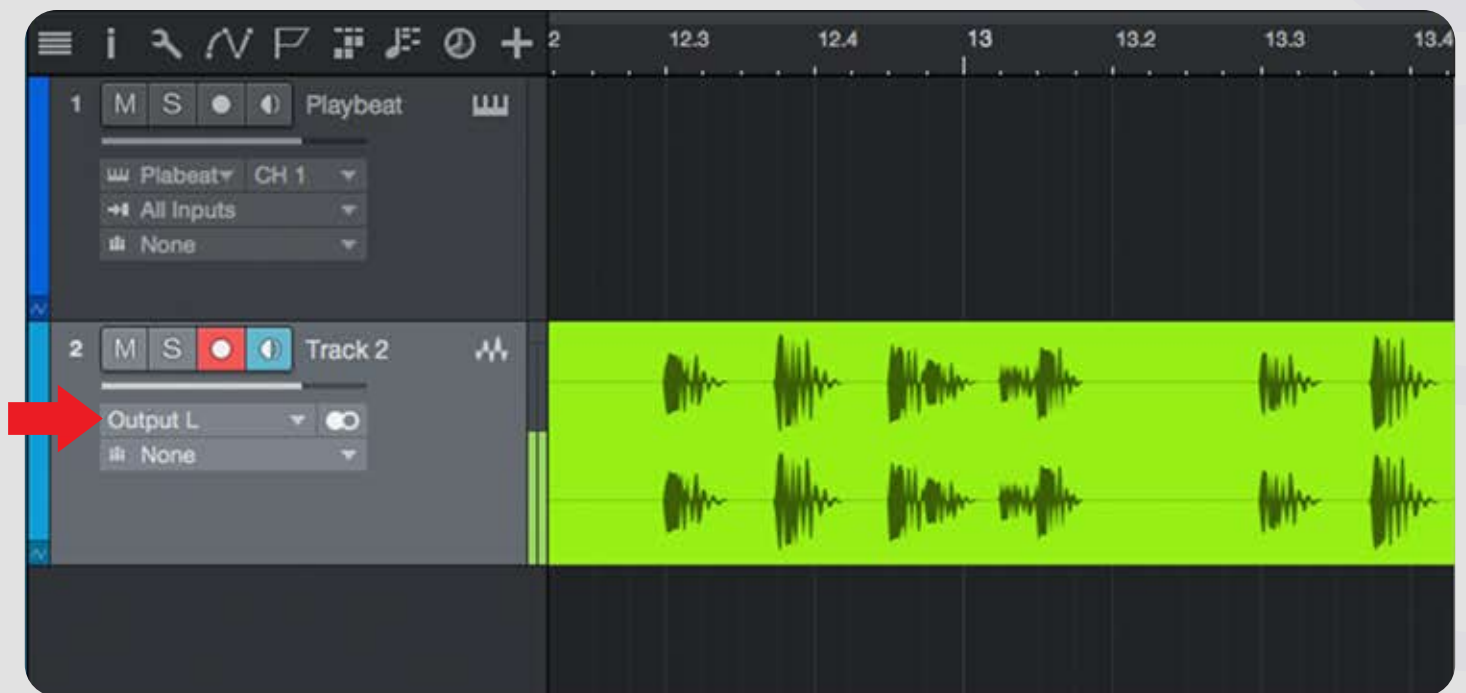 2 12.3 12.4 13 13.2 13.3 13.4
1 M S Playbeat
Plabeat CH 1
All Inputs
None
2 M S Track 2
Output L
None